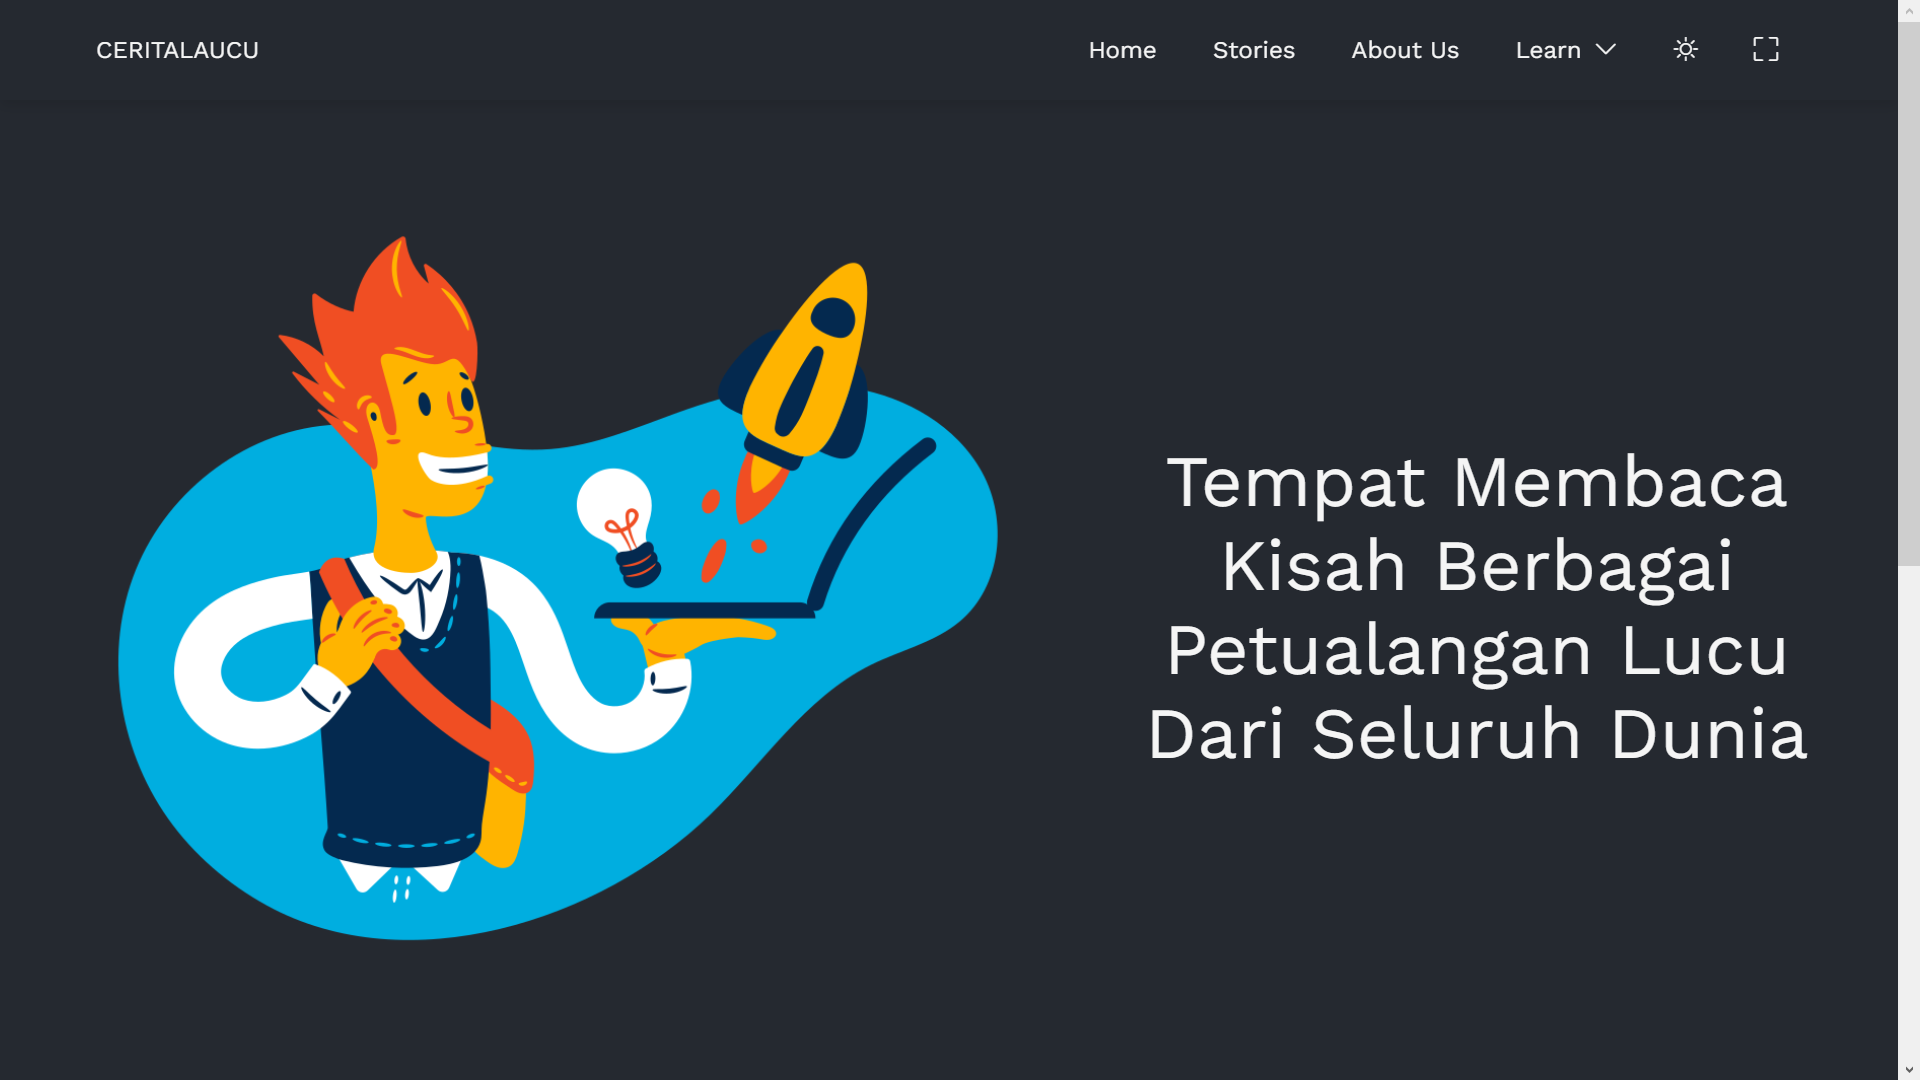 CERITALAUCU
Home
Stories
About Us
Learn
Tempat Membaca
Kisah Berbagai
Petualangan Lucu
Dari Seluruh Dunia